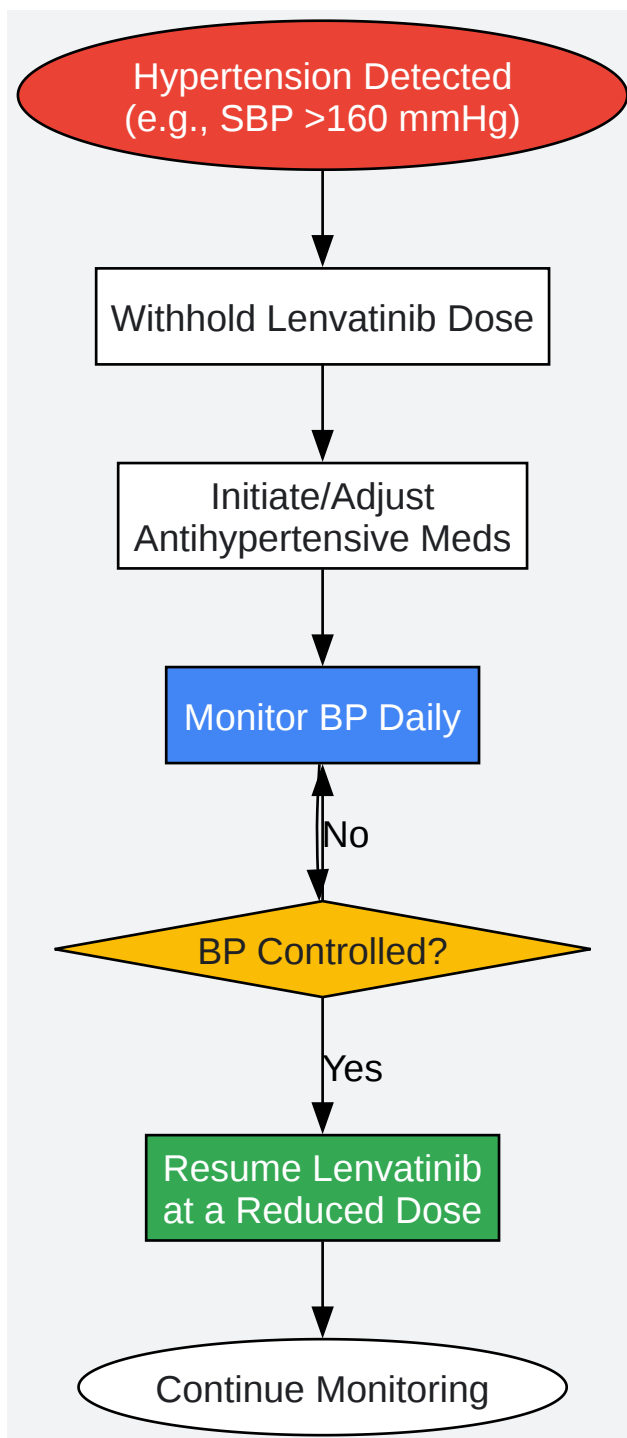 Hypertension Detected
(e.g., SBP >160 mmHg)
Withhold Lenvatinib Dose
Initiate/Adjust
Antihypertensive Meds
Monitor BP Daily
No
BP Controlled?
Yes
Resume Lenvatinib
at a Reduced Dose
Continue Monitoring